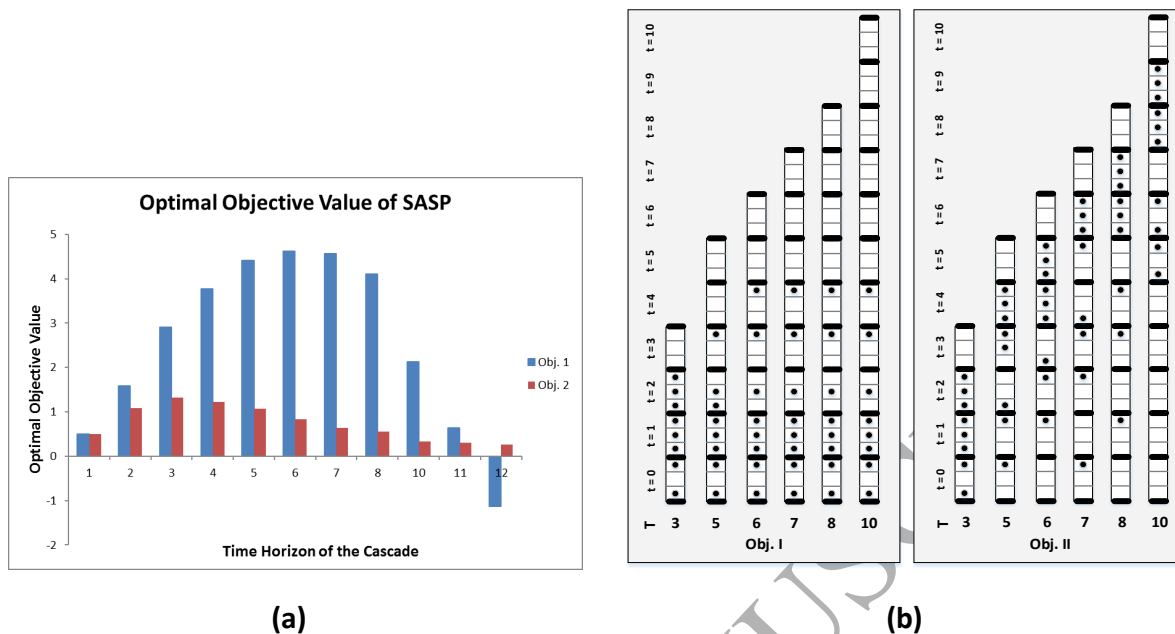 Optimal Objective Value of SASP
Optimal Objective Value
5
4
3
2
1
0
-1
-2
1 2 3 4 5 6 7 8 10 11 12
Time Horizon of the Cascade
Obj. 1
Obj. 2
(a)
t = 10
t = 9
t = 8
t = 7
t = 6
t = 5
t = 4
t = 3
t = 2
t = 1
t = 0
T 3 5 6 7 8 10
Obj. I
t = 10
t = 9
t = 8
t = 7
t = 6
t = 5
t = 4
t = 3
t = 2
t = 1
t = 0
T 3 5 6 7 8 10
Obj. II
(b)